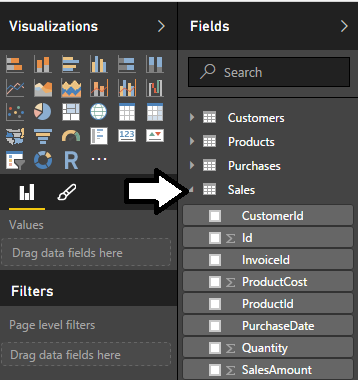 Visualizations
R
123
Values
Drag data fields here
Filters
Page level filters
Drag data fields here
Fields
Search
Customers
Products
Purchases
Sales
CustomerId
Σ Id
InvoiceId
Σ ProductCost
ProductId
PurchaseDate
Σ Quantity
Σ SalesAmount